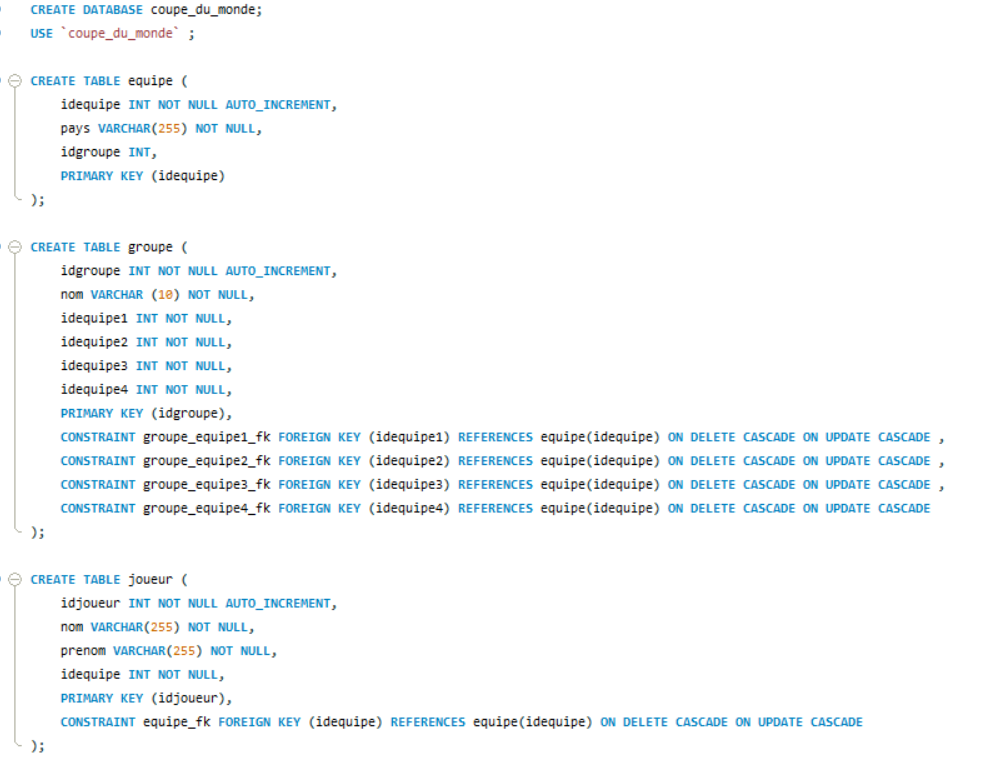 CREATE DATABASE coupe_du_monde;
USE `coupe_du_monde` ;
CREATE TABLE equipe (
idequipe INT NOT NULL AUTO_INCREMENT,
pays VARCHAR(255) NOT NULL,
idgroupe INT,
PRIMARY KEY (idequipe)
);
CREATE TABLE groupe (
idgroupe INT NOT NULL AUTO_INCREMENT,
nom VARCHAR (10) NOT NULL,
idequipe1 INT NOT NULL,
idequipe2 INT NOT NULL,
idequipe3 INT NOT NULL,
idequipe4 INT NOT NULL,
PRIMARY KEY (idgroupe),
CONSTRAINT groupe_equipe1_fk FOREIGN KEY (idequipe1) REFERENCES equipe(idequipe) ON DELETE CASCADE ON UPDATE CASCADE ,
CONSTRAINT groupe_equipe2_fk FOREIGN KEY (idequipe2) REFERENCES equipe(idequipe) ON DELETE CASCADE ON UPDATE CASCADE ,
CONSTRAINT groupe_equipe3_fk FOREIGN KEY (idequipe3) REFERENCES equipe(idequipe) ON DELETE CASCADE ON UPDATE CASCADE ,
CONSTRAINT groupe_equipe4_fk FOREIGN KEY (idequipe4) REFERENCES equipe(idequipe) ON DELETE CASCADE ON UPDATE CASCADE
);
CREATE TABLE joueur (
idjoueur INT NOT NULL AUTO_INCREMENT,
nom VARCHAR(255) NOT NULL,
prenom VARCHAR(255) NOT NULL,
idequipe INT NOT NULL,
PRIMARY KEY (idjoueur),
CONSTRAINT equipe_fk FOREIGN KEY (idequipe) REFERENCES equipe(idequipe) ON DELETE CASCADE ON UPDATE CASCADE
);